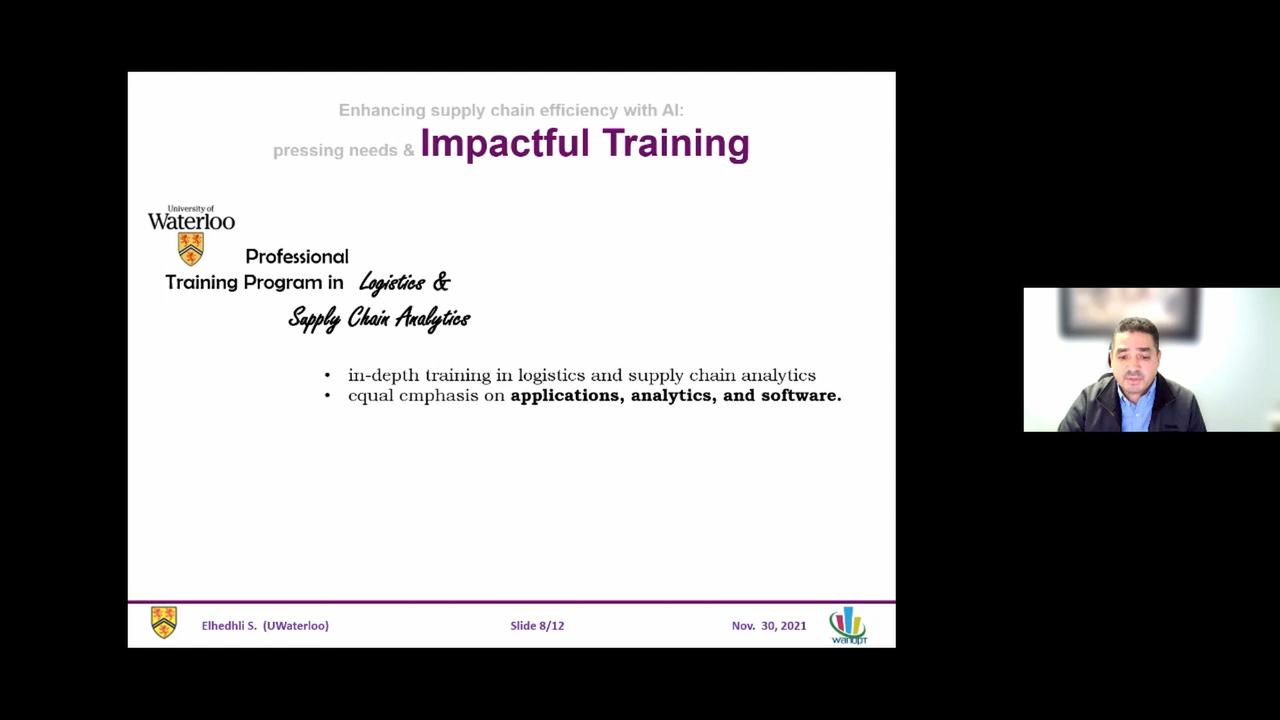 Enhancing supply chain efficiency with AI:
pressing needs & Impactful Training
University of
Waterloo
Professional
Training Program in Logistics &
Supply Chain Analytics
• in-depth training in logistics and supply chain analytics
• equal emphasis on applications, analytics, and software.
Elhedhli S. (UWaterloo) Slide 8/12 Nov. 30, 2021
wanopt